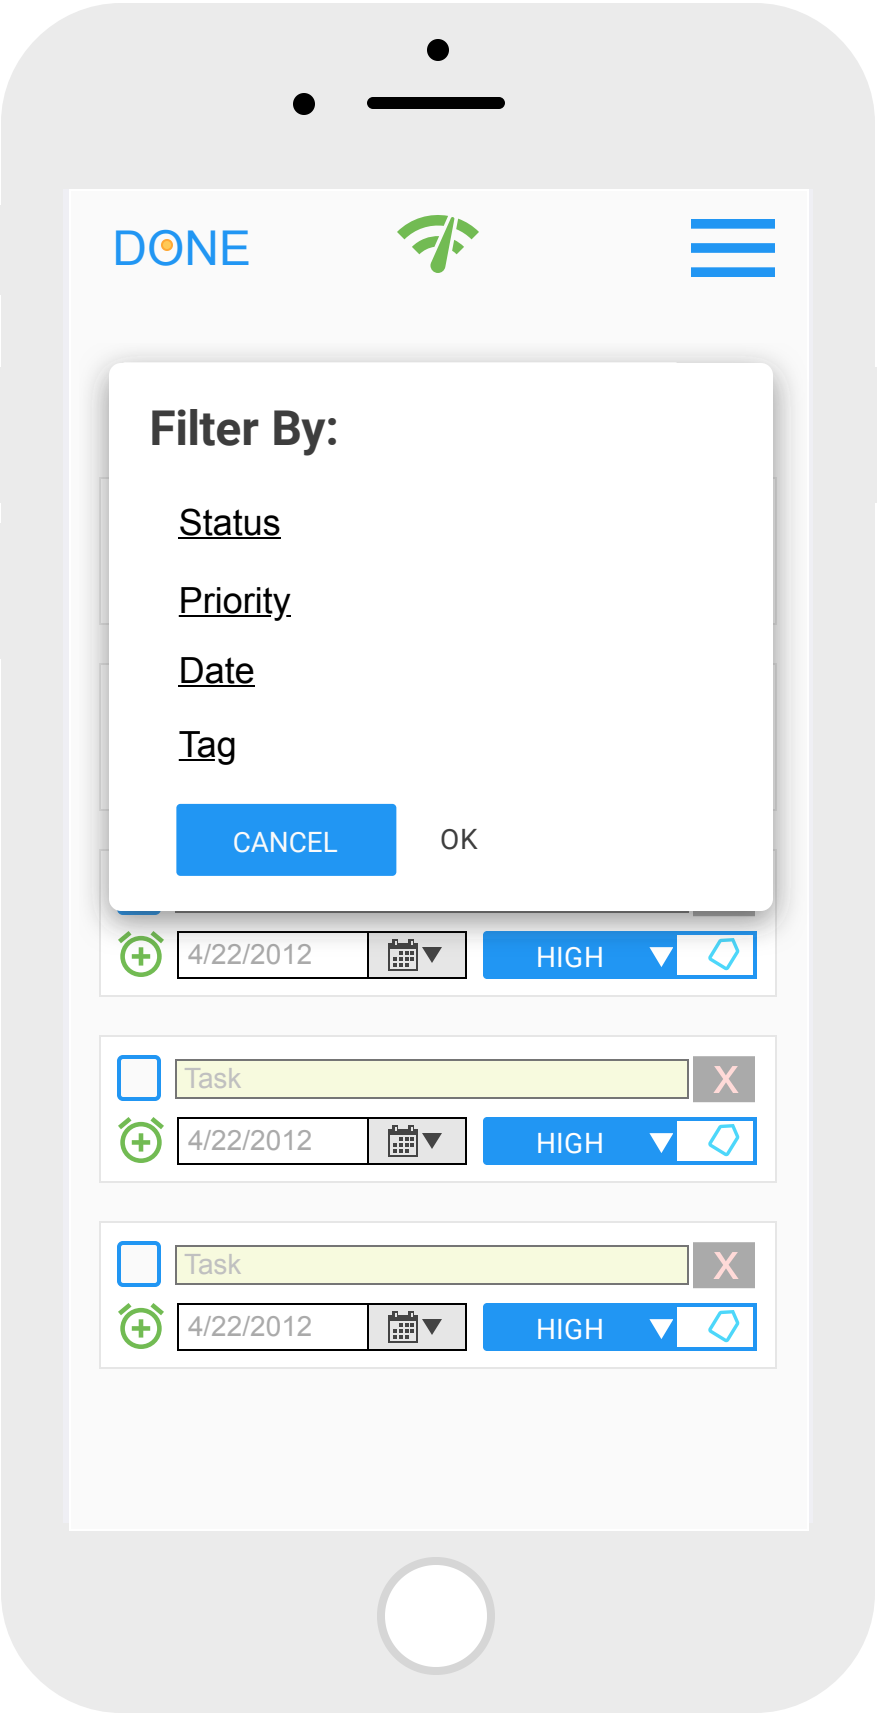 DONE
Filter By:
Status
Priority
Date
Tag
CANCEL OK
4/22/2012 HIGH
Task X
4/22/2012 HIGH
Task X
4/22/2012 HIGH